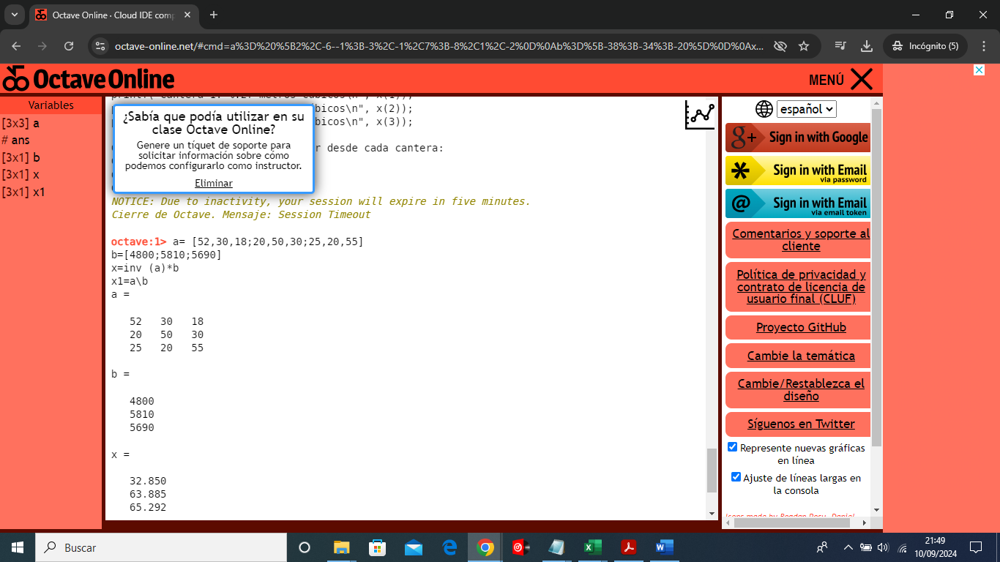 Octave Online · Cloud IDE comp
octave-online.net/#cmd=a%3D%20%5B2%2C-6--1%3B-3%2C-1%2C7%3B-8%2C1%2C-2%0D%0Ab%3D%5B-38%3B-34%3B-20%5D%0D%0Ax...
Incógnito (5)
Octave Online
MENÚ
Variables
[3x3] a
# ans
[3x1] b
[3x1] x
[3x1] x1
bicos\n", x(2));
bicos\n", x(3));
r desde cada cantera:
¿Sabía que podía utilizar en su
clase Octave Online?
Genere un tíquet de soporte para
solicitar información sobre cómo
podemos configurarlo como instructor.
Eliminar
NOTICE: Due to inactivity, your session will expire in five minutes.
Cierre de Octave. Mensaje: Session Timeout
octave:1> a= [52,30,18;20,50,30;25,20,55]
b=[4800;5810;5690]
x=inv (a)*b
x1=a\b
a =
52 30 18
20 50 30
25 20 55
b =
4800
5810
5690
x =
32.850
63.885
65.292
español
g+ Sign in with Google
* Sign in with Email
via password
@ Sign in with Email
via email token
Comentarios y soporte al
cliente
Política de privacidad y
contrato de licencia de
usuario final (CLUF)
Proyecto GitHub
Cambie la temática
Cambie/Restablezca el
diseño
Síguenos en Twitter
Represente nuevas gráficas
en línea
Ajuste de líneas largas en
la consola
Buscar
21:49
10/09/2024